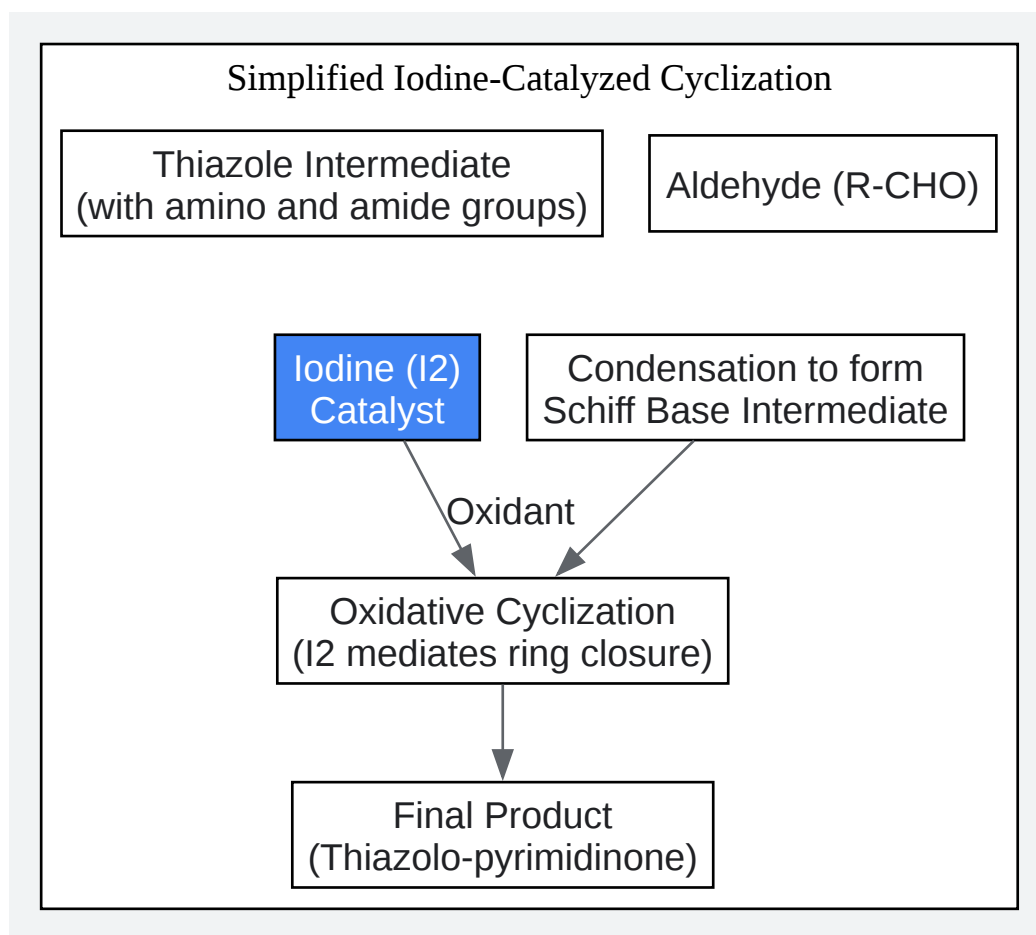 Simplified Iodine-Catalyzed Cyclization
Thiazole Intermediate
(with amino and amide groups)
Aldehyde (R-CHO)
Iodine (I2)
Catalyst
Condensation to form
Schiff Base Intermediate
Oxidant
Oxidative Cyclization
(I2 mediates ring closure)
Final Product
(Thiazolo-pyrimidinone)